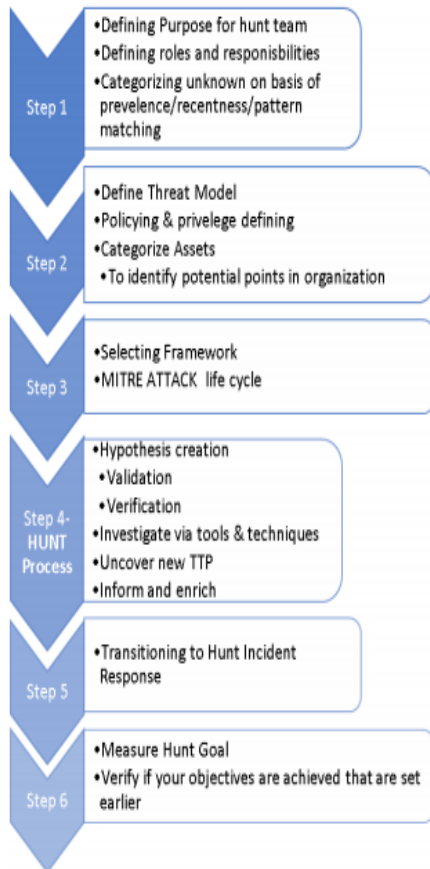 Step 1
•Defining Purpose for hunt team
•Defining roles and responisbilities
•Categorizing unknown on basis of
prevelence/recentness/pattern
matching
Step 2
•Define Threat Model
•Policying & privelege defining
•Categorize Assets
•To identify potential points in organization
Step 3
•Selecting Framework
•MITRE ATTACK life cycle
Step 4-
HUNT
Process
•Hypothesis creation
•Validation
•Verification
•Investigate via tools & techniques
•Uncover new TTP
•Inform and enrich
Step 5
•Transitioning to Hunt Incident
Response
Step 6
•Measure Hunt Goal
•Verify if your objectives are achieved that are set
earlier